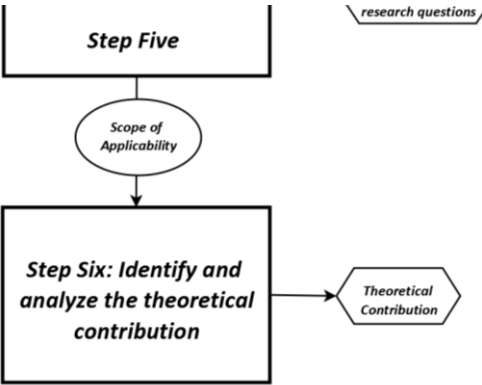 research questions
Step Five
Scope of
Applicability
Step Six: Identify and
analyze the theoretical
contribution
Theoretical
Contribution